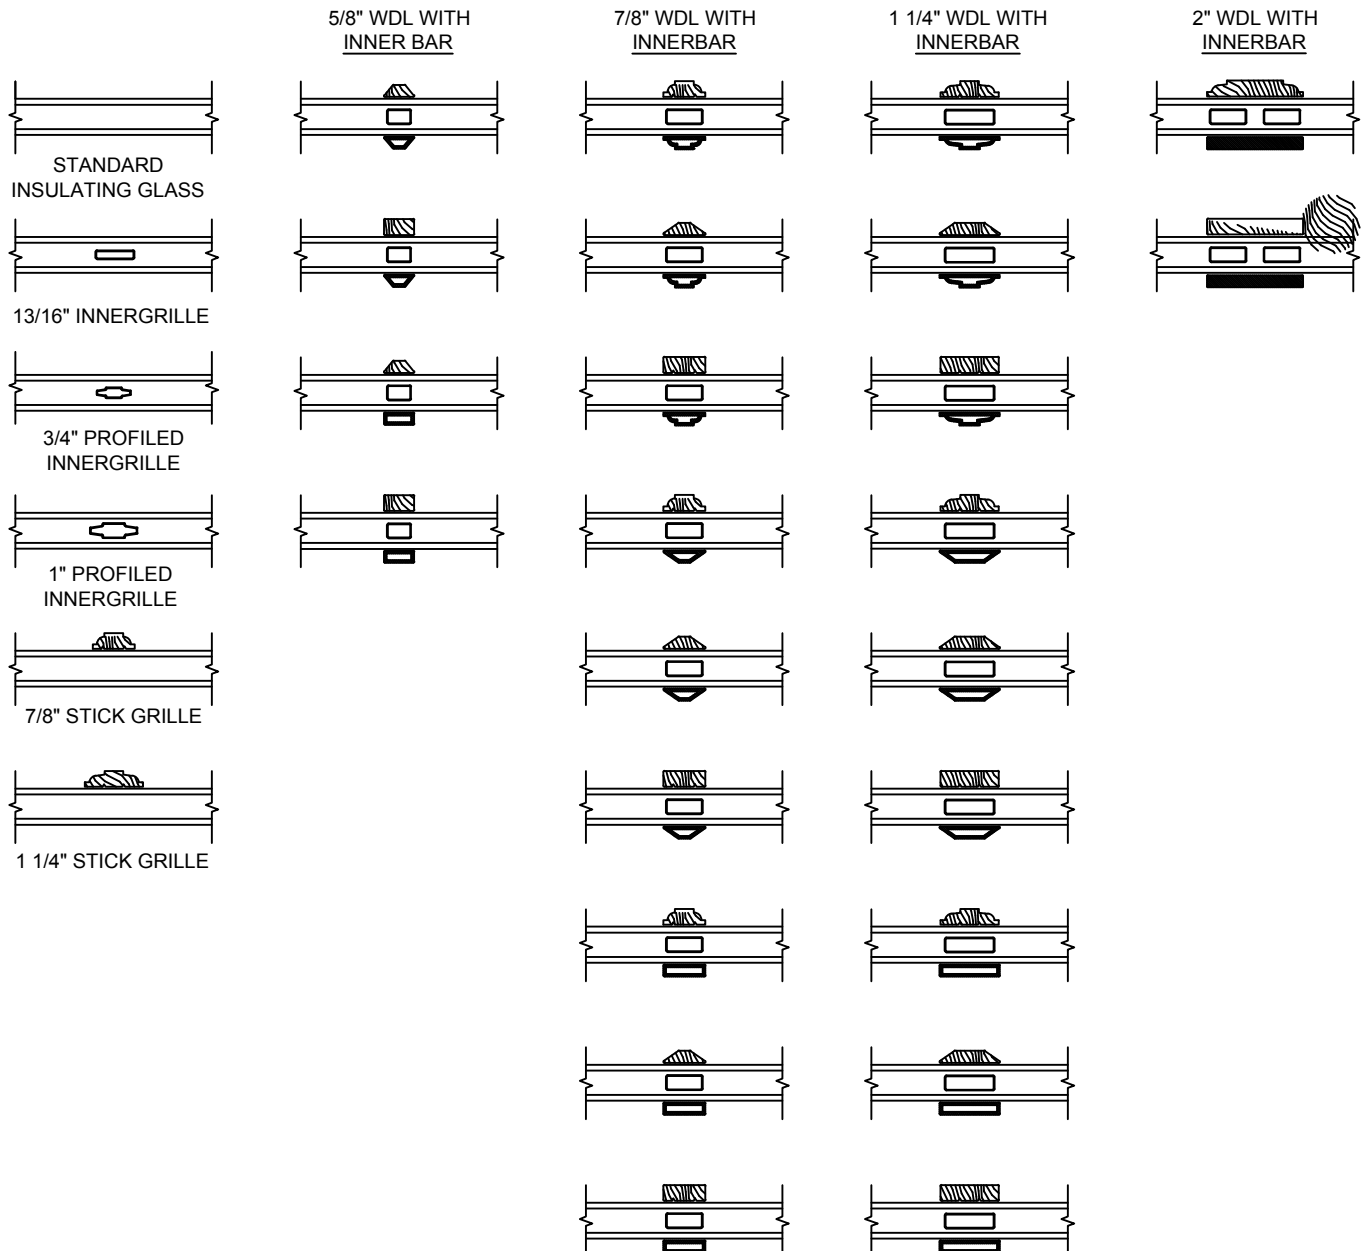 5/8" WDL WITH
INNER BAR
7/8" WDL WITH
INNERBAR
1 1/4" WDL WITH
INNERBAR
2" WDL WITH
INNERBAR
STANDARD
INSULATING GLASS
13/16" INNERGRILLE
3/4" PROFILED
INNERGRILLE
1" PROFILED
INNERGRILLE
7/8" STICK GRILLE
1 1/4" STICK GRILLE